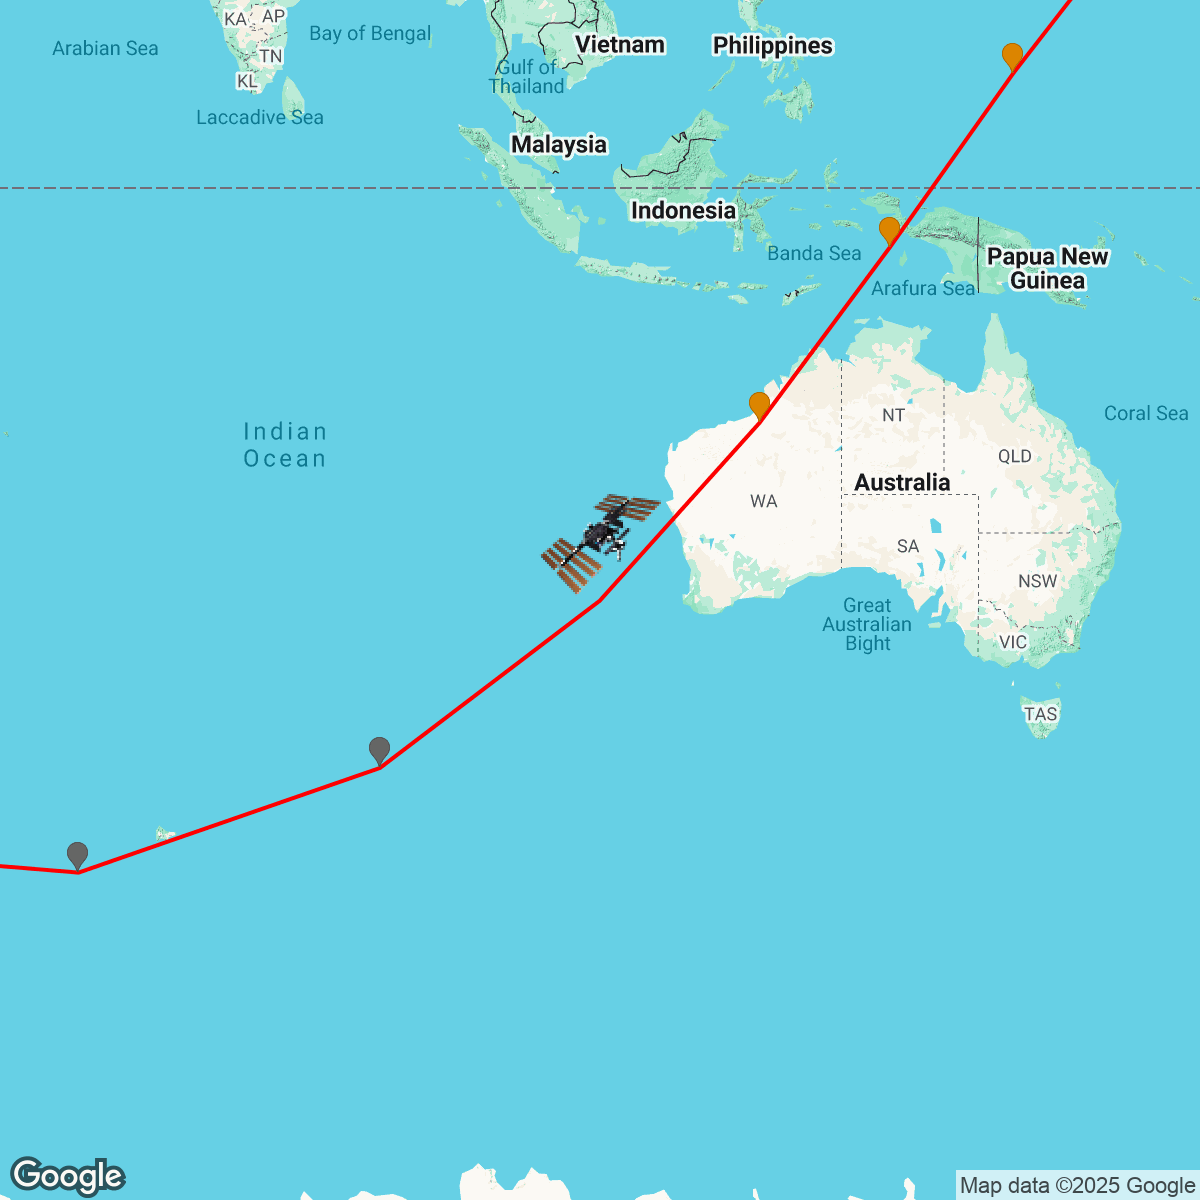 KA
AP
Arabian Sea
Bay of Bengal
Vietnam
Philippines
TN
Gulf of
Thailand
KL
Laccadive Sea
Malaysia
Indonesia
Banda Sea
Papua New
Guinea
Arafura Sea
NT
Coral Sea
Indian
Ocean
QLD
Australia
WA
SA
NSW
Great
Australian
Bight
VIC
TAS
Google
Map data ©2025 Google